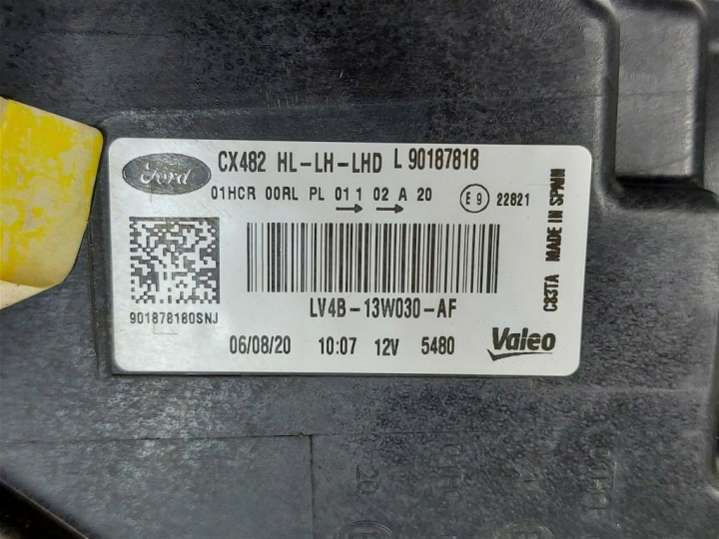 Ford
CX482 HL-LH-LHD L 90187818
01HCR 00RL PL 01 1 02 A 20
E 9 22821
LV4B-13W030-AF
901878180SNJ
06/08/20 10:07 12V 5480
Valeo
C83TA MADE IN SPAIN